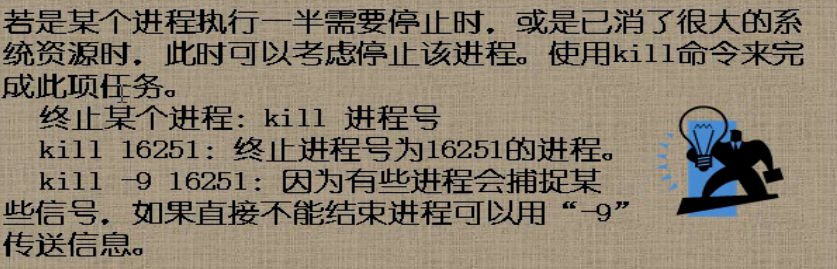 若是某个进程执行一半需要停止时，或是已消了很大的系
统资源时，此时可以考虑停止该进程。使用kill命令来完
成此项任务。
终止某个进程：kill 进程号
kill 16251：终止进程号为16251的进程。
kill -9 16251：因为有些进程会捕捉某
些信号，如果直接不能结束进程可以用“-9”
传送信息。